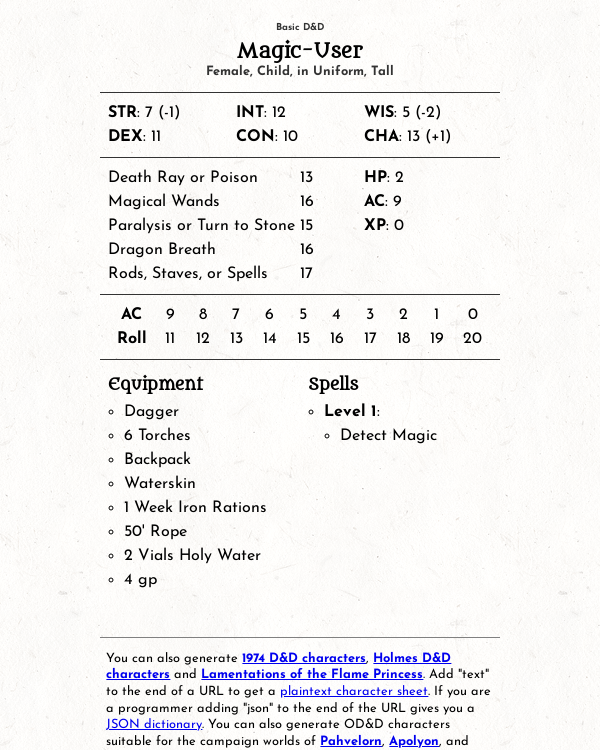 Basic D&D
Magic-User
Female, Child, in Uniform, Tall
STR: 7 (-1) INT: 12 WIS: 5 (-2)
DEX: 11 CON: 10 CHA: 13 (+1)
Death Ray or Poison 13 HP: 2
Magical Wands 16 AC: 9
Paralysis or Turn to Stone 15 XP: 0
Dragon Breath 16
Rods, Staves, or Spells 17
AC 9 8 7 6 5 4 3 2 1 0
Roll 11 12 13 14 15 16 17 18 19 20
Equipment
Dagger
6 Torches
Backpack
Waterskin
1 Week Iron Rations
50' Rope
2 Vials Holy Water
4 gp
Spells
Level 1:
Detect Magic
You can also generate 1974 D&D characters, Holmes D&D
characters and Lamentations of the Flame Princess. Add "text"
to the end of a URL to get a plaintext character sheet. If you are
a programmer adding "json" to the end of the URL gives you a
JSON dictionary. You can also generate OD&D characters
suitable for the campaign worlds of Pahvelorn, Apolyon, and